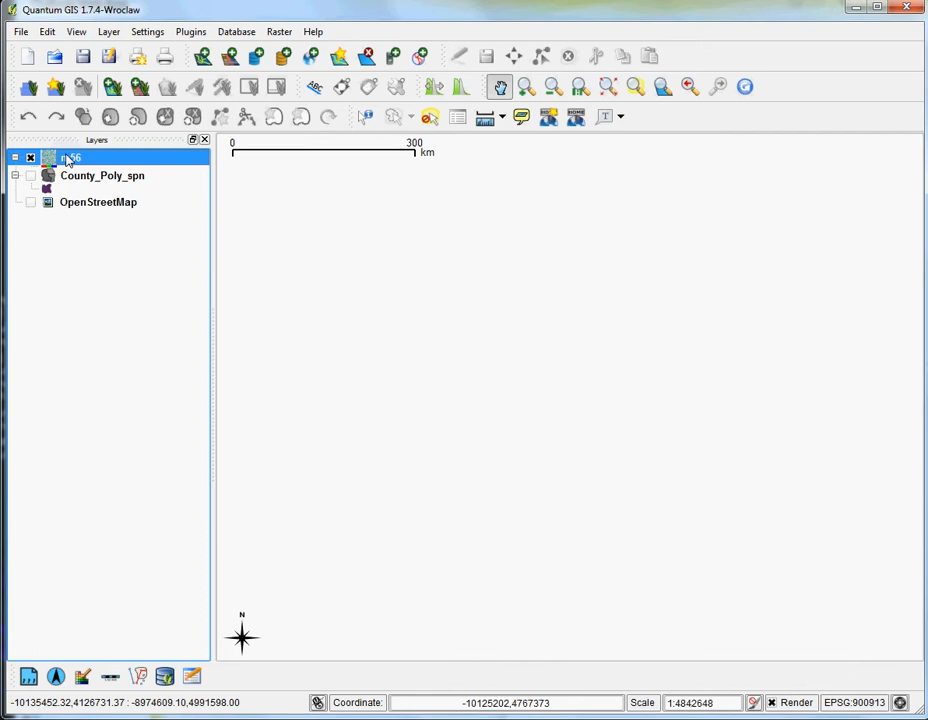 Quantum GIS 1.7.4-Wroclaw
File Edit View Layer Settings Plugins Database Raster Help
Layers
County_Poly_spn
OpenStreetMap
0 300 km
N
-10135452.32,4126731.37 : -8974609.10,4991598.00 Coordinate: -10125202,4767373 Scale 1:4842648 Render EPSG:900913